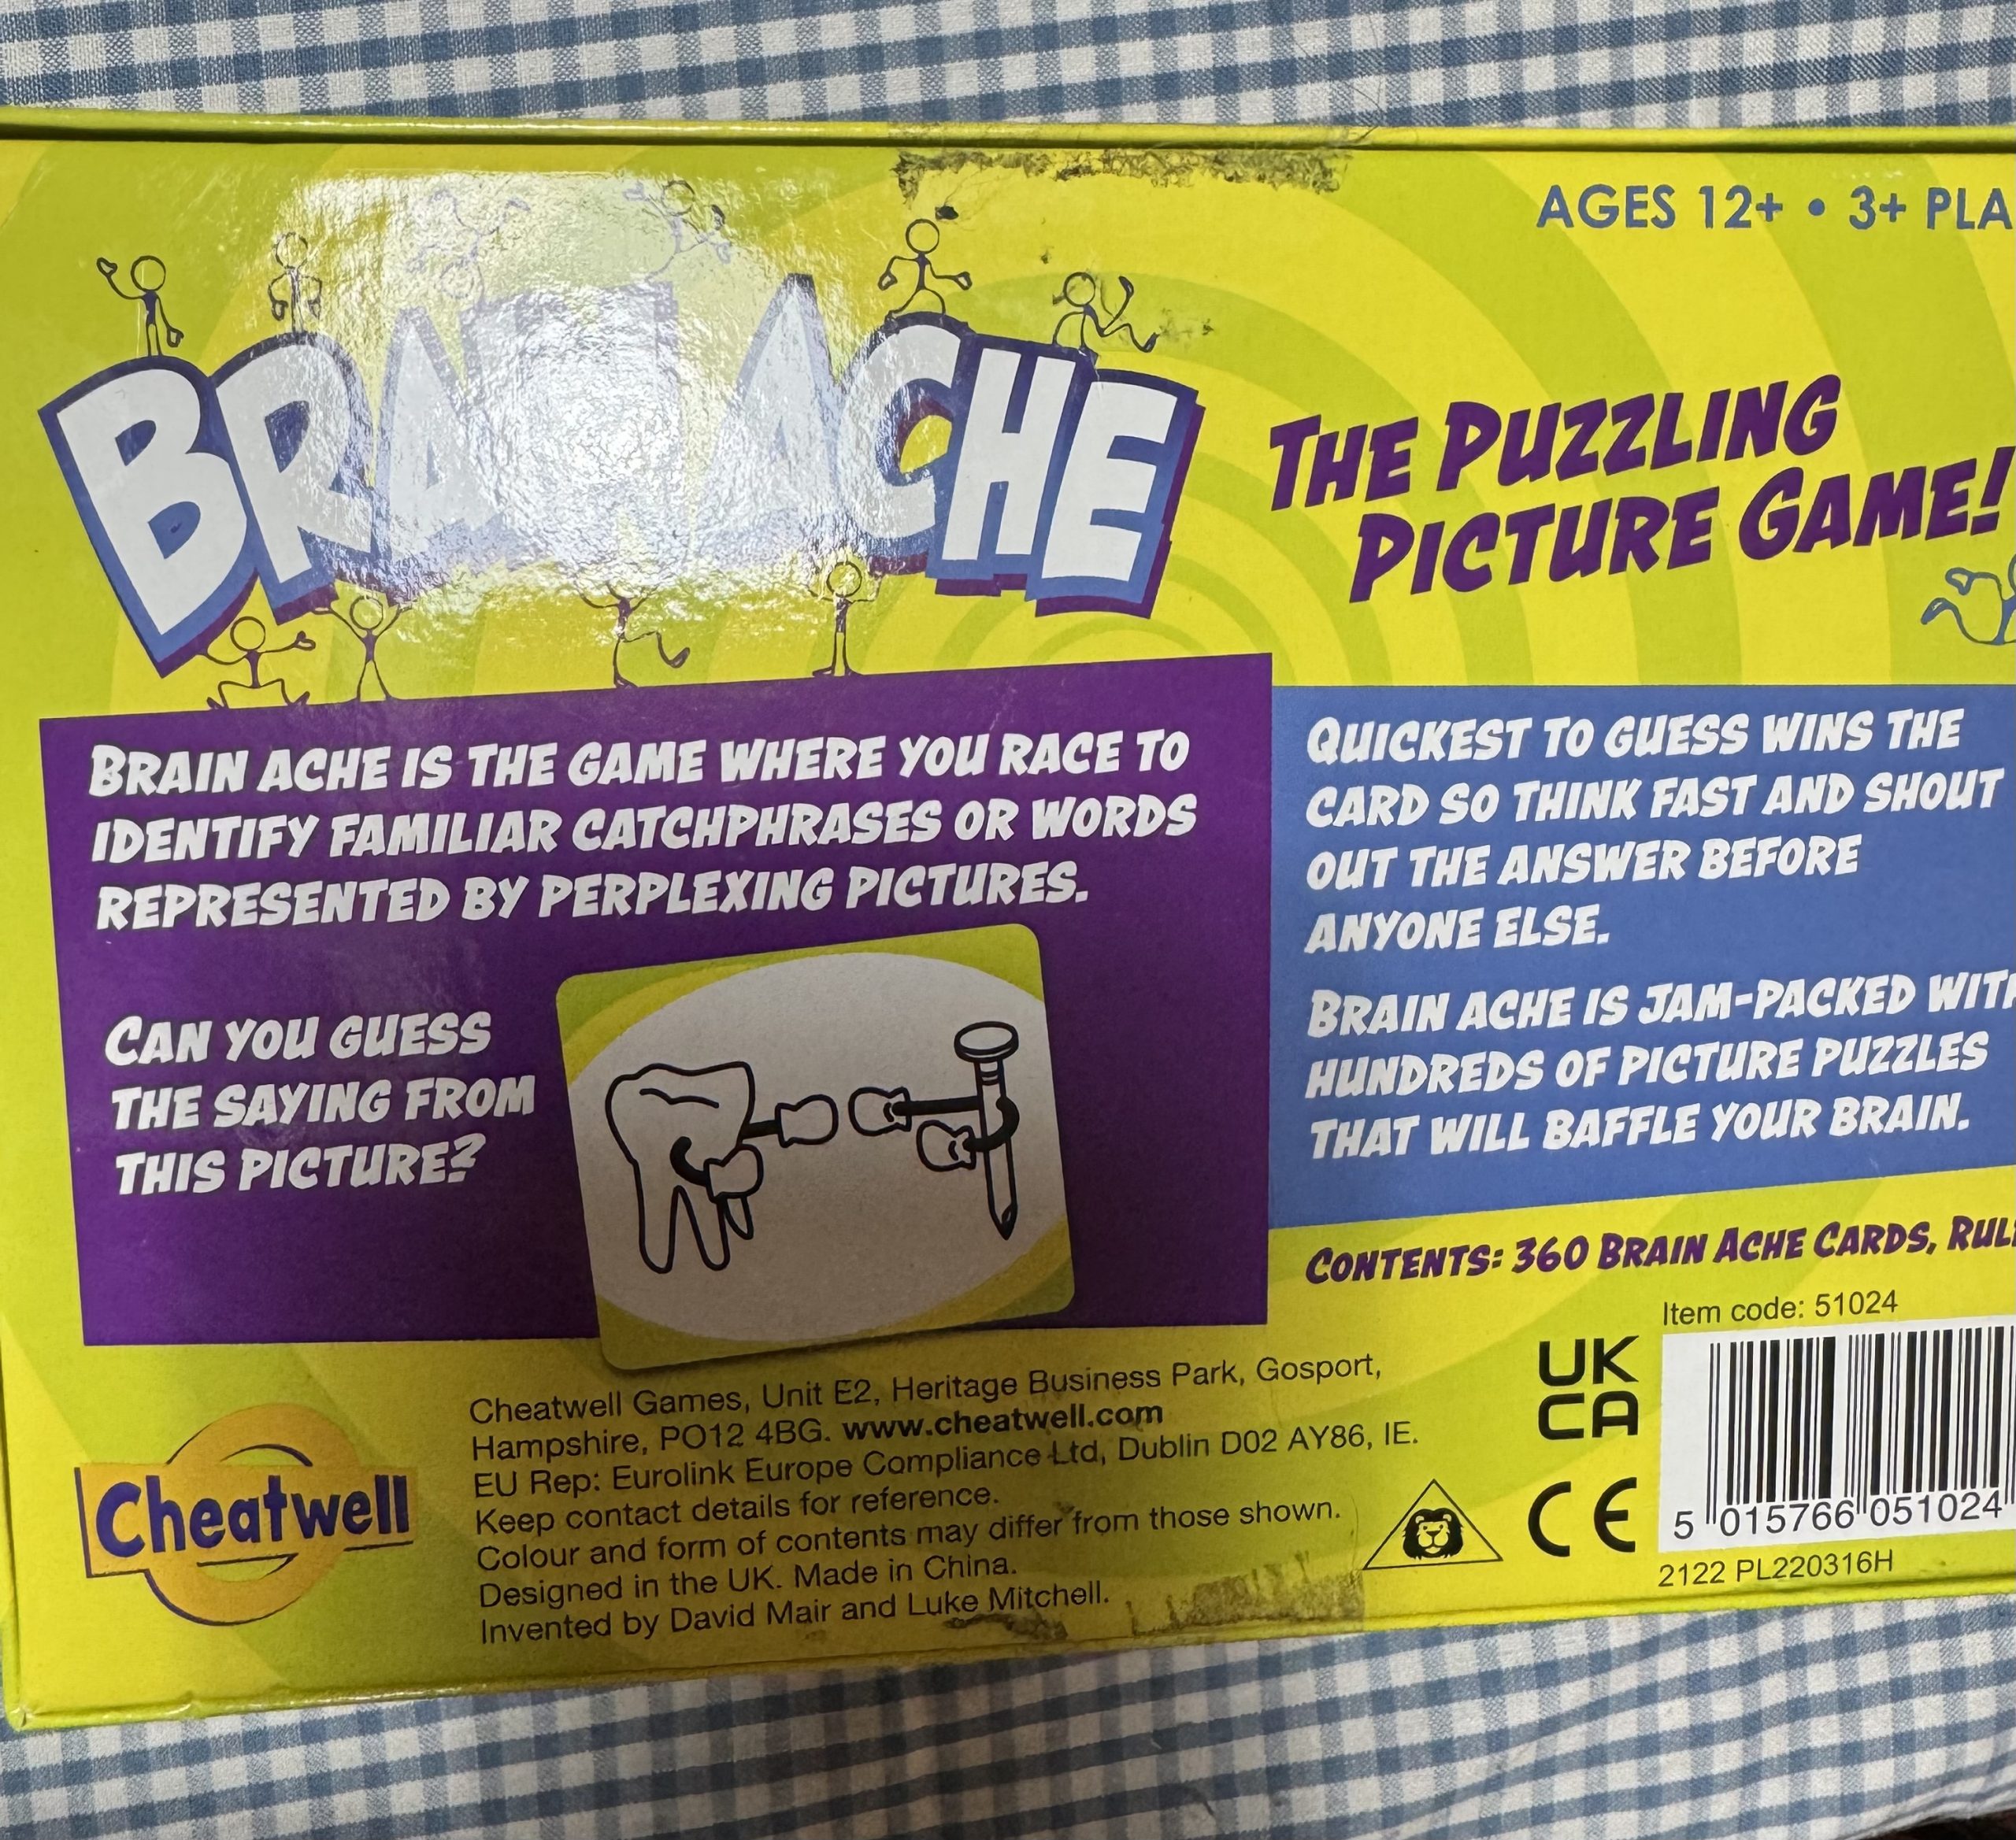 AGES 12+ • 3+ PLA
BRAIN ACHE
THE PUZZLING
PICTURE GAME!
BRAIN ACHE IS THE GAME WHERE YOU RACE TO
IDENTIFY FAMILIAR CATCHPHRASES OR WORDS
REPRESENTED BY PERPLEXING PICTURES.
CAN YOU GUESS
THE SAYING FROM
THIS PICTURE?
QUICKEST TO GUESS WINS THE
CARD SO THINK FAST AND SHOUT
OUT THE ANSWER BEFORE
ANYONE ELSE.
BRAIN ACHE IS JAM-PACKED WITH
HUNDREDS OF PICTURE PUZZLES
THAT WILL BAFFLE YOUR BRAIN.
CONTENTS: 360 BRAIN ACHE CARDS, RUL
Item code: 51024
Cheatwell
Cheatwell Games, Unit E2, Heritage Business Park, Gosport,
Hampshire, PO12 4BG. www.cheatwell.com
EU Rep: Eurolink Europe Compliance Ltd, Dublin D02 AY86, IE.
Keep contact details for reference.
Colour and form of contents may differ from those shown.
Designed in the UK. Made in China.
Invented by David Mair and Luke Mitchell.
UK
CA
CE
5 015766 051024
2122 PL220316H